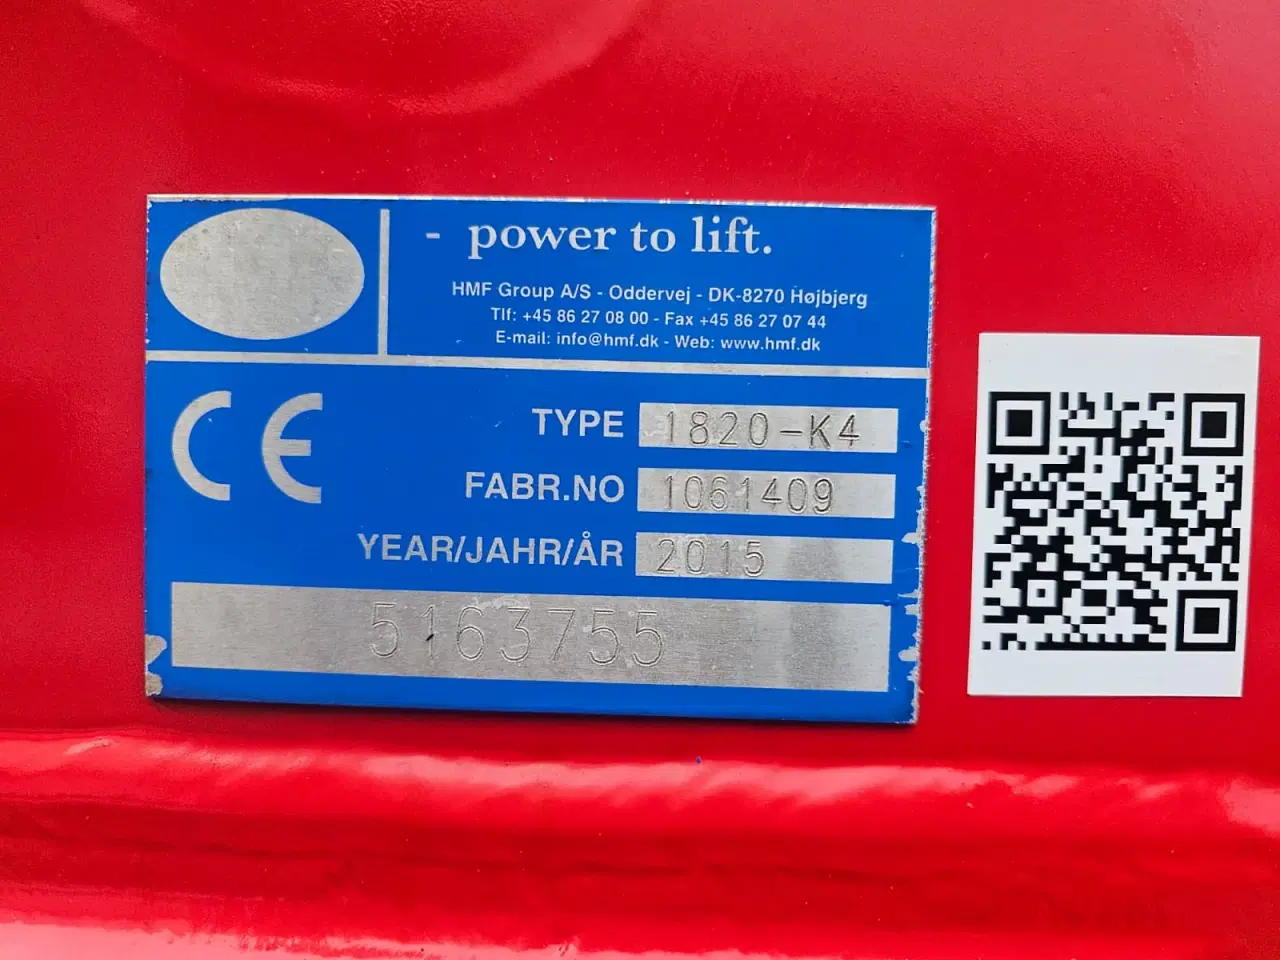 - power to lift.
HMF Group A/S - Oddervej - DK-8270 Højbjerg
Tlf: +45 86 27 08 00 - Fax +45 86 27 07 44
E-mail: info@hmf.dk - Web: www.hmf.dk
CE
TYPE 1820-K4
FABR.NO 1061409
YEAR/JAHR/ÅR 2015
5163755